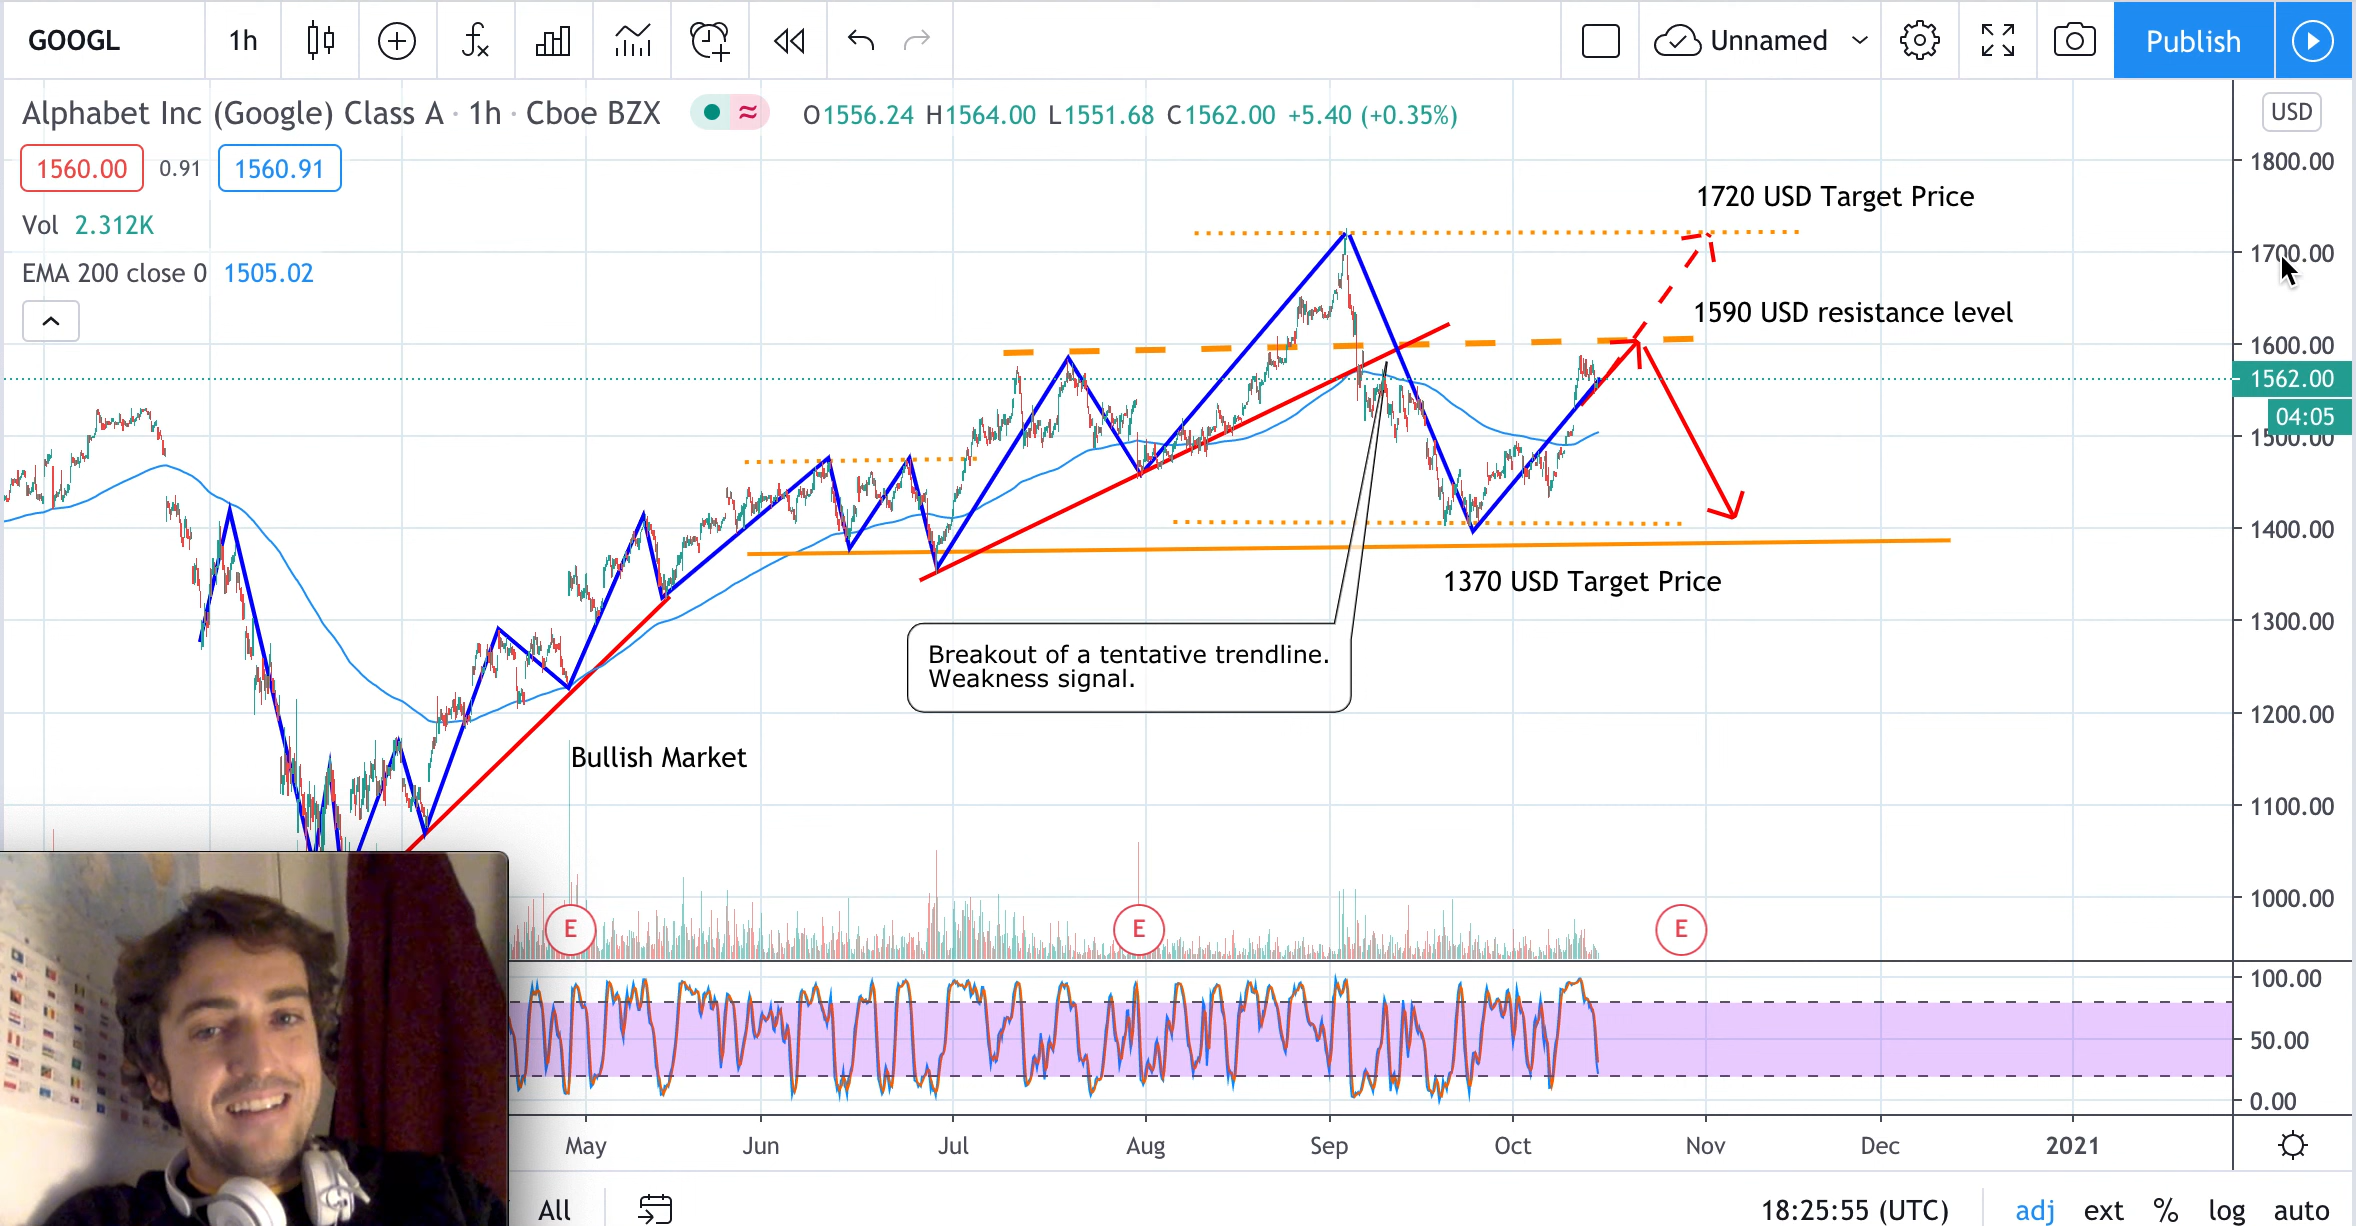 GOOGL 1h Unnamed Publish
Alphabet Inc (Google) Class A · 1h · Cboe BZX ≈ O1556.24 H1564.00 L1551.68 C1562.00 +5.40 (+0.35%) USD
1560.00 0.91 1560.91
Vol 2.312K
EMA 200 close 0 1505.02
1800.00
1720 USD Target Price
1700.00
1590 USD resistance level
1600.00
1562.00
04:05
1500.00
1400.00
1370 USD Target Price
1300.00
Breakout of a tentative trendline.
Weakness signal.
1200.00
Bullish Market
1100.00
1000.00
E E E
100.00
50.00
0.00
May Jun Jul Aug Sep Oct Nov Dec 2021
All 18:25:55 (UTC) adj ext % log auto